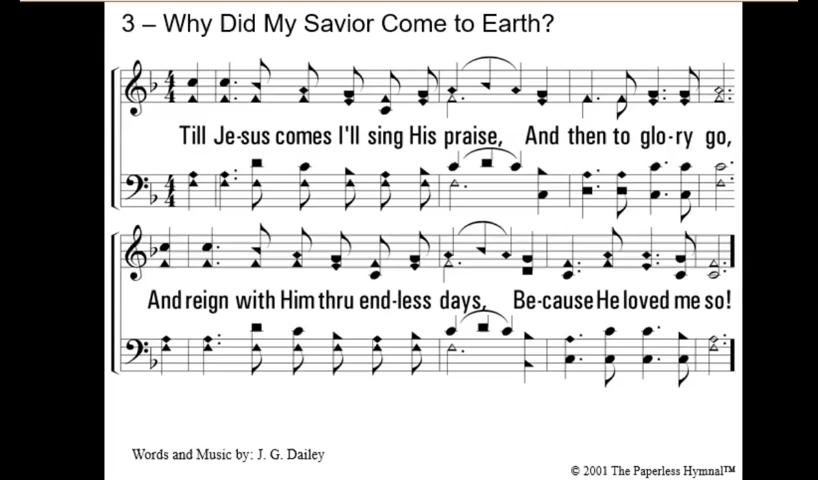 3 – Why Did My Savior Come to Earth?
Till Je-sus comes I'll sing His praise, And then to glo-ry go,
And reign with Him thru end-less days, Be-cause He loved me so!
Words and Music by: J. G. Dailey
© 2001 The Paperless Hymnal™